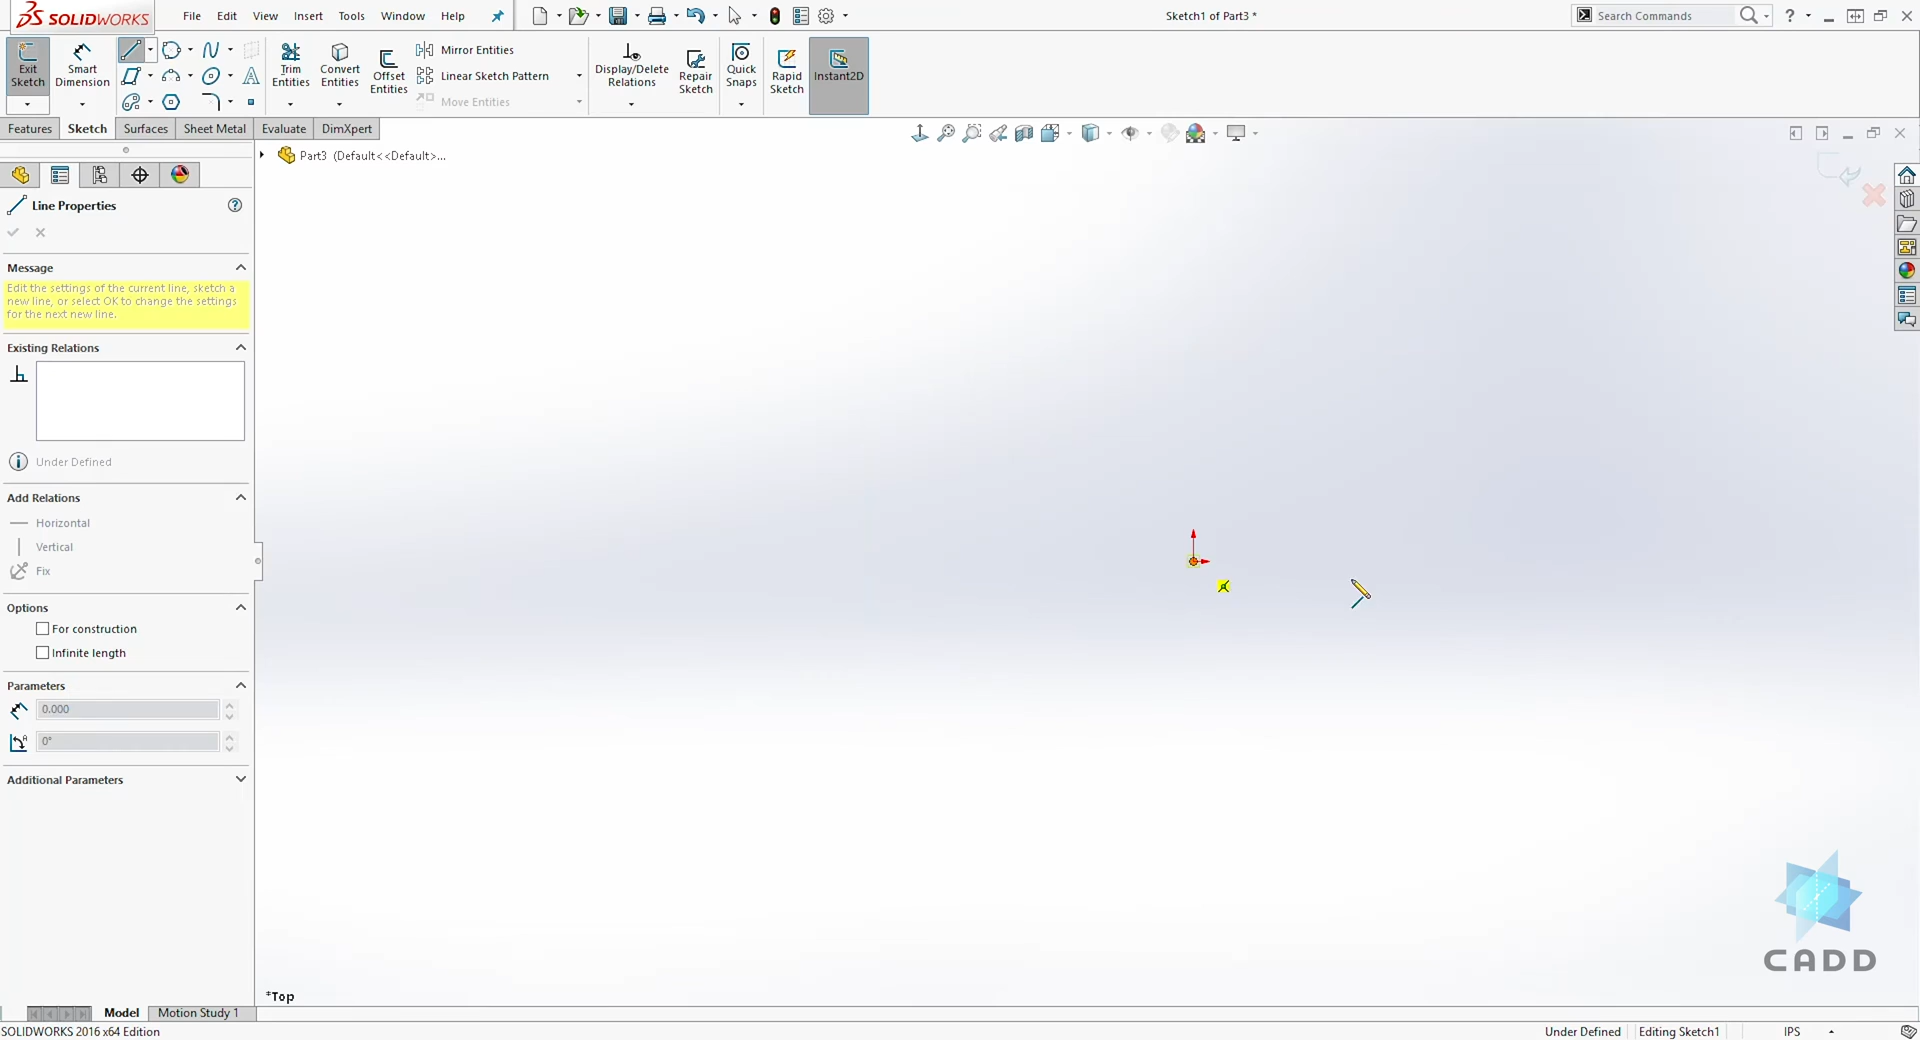 SOLIDWORKS
File Edit View Insert Tools Window Help
Sketch1 of Part3 *
Search Commands
Exit Sketch
Smart Dimension
Trim Entities
Convert Entities
Offset Entities
Mirror Entities
Linear Sketch Pattern
Move Entities
Display/Delete Relations
Repair Sketch
Quick Snaps
Rapid Sketch
Instant2D
Features Sketch Surfaces Sheet Metal Evaluate DimXpert
Part3 (Default<<Default>...
Line Properties
Message
Edit the settings of the current line, sketch a
new line, or select OK to change the settings
for the next new line.
Existing Relations
Under Defined
Add Relations
Horizontal
Vertical
Fix
Options
For construction
Infinite length
Parameters
0.000
0°
Additional Parameters
CADD
*Top
Model Motion Study 1
SOLIDWORKS 2016 x64 Edition
Under Defined Editing Sketch1 IPS